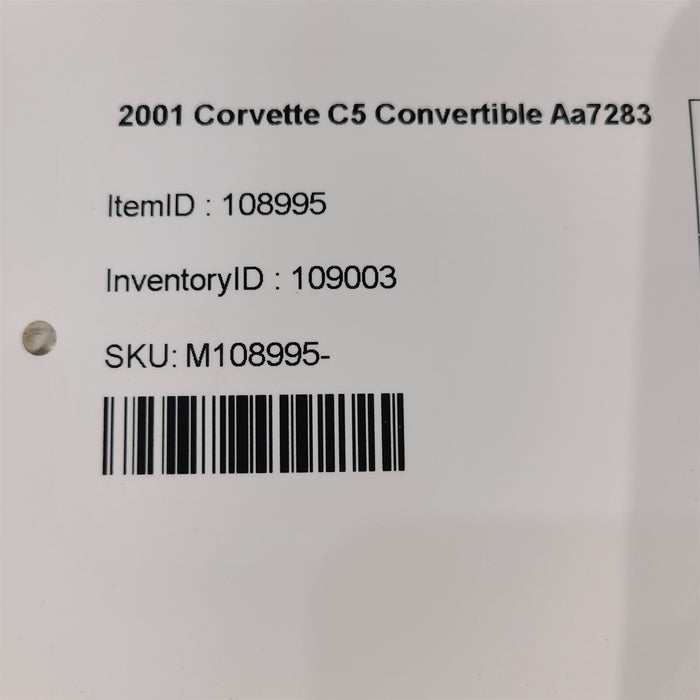 2001 Corvette C5 Convertible Aa7283
ItemID : 108995
InventoryID : 109003
SKU: M108995-